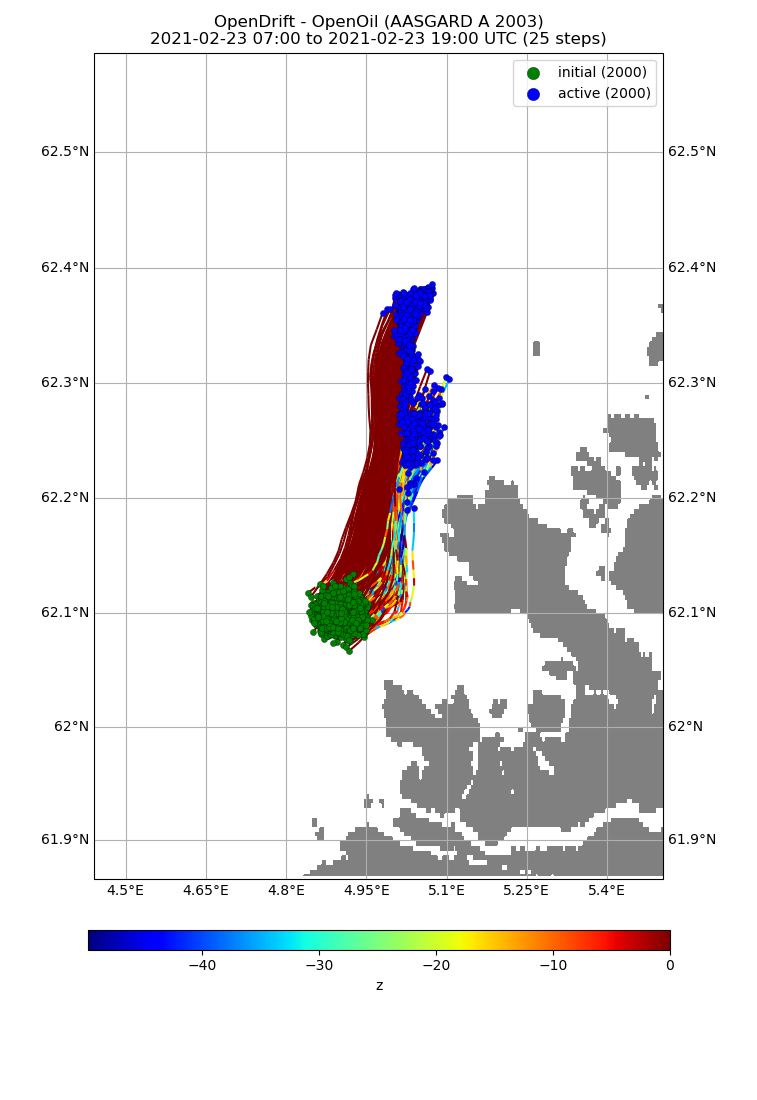 OpenDrift - OpenOil (AASGARD A 2003)
2021-02-23 07:00 to 2021-02-23 19:00 UTC (25 steps)
initial (2000)
active (2000)
62.5°N 62.5°N
62.4°N 62.4°N
62.3°N 62.3°N
62.2°N 62.2°N
62.1°N 62.1°N
62°N 62°N
61.9°N 61.9°N
4.5°E 4.65°E 4.8°E 4.95°E 5.1°E 5.25°E 5.4°E
−40 −30 −20 −10 0
z